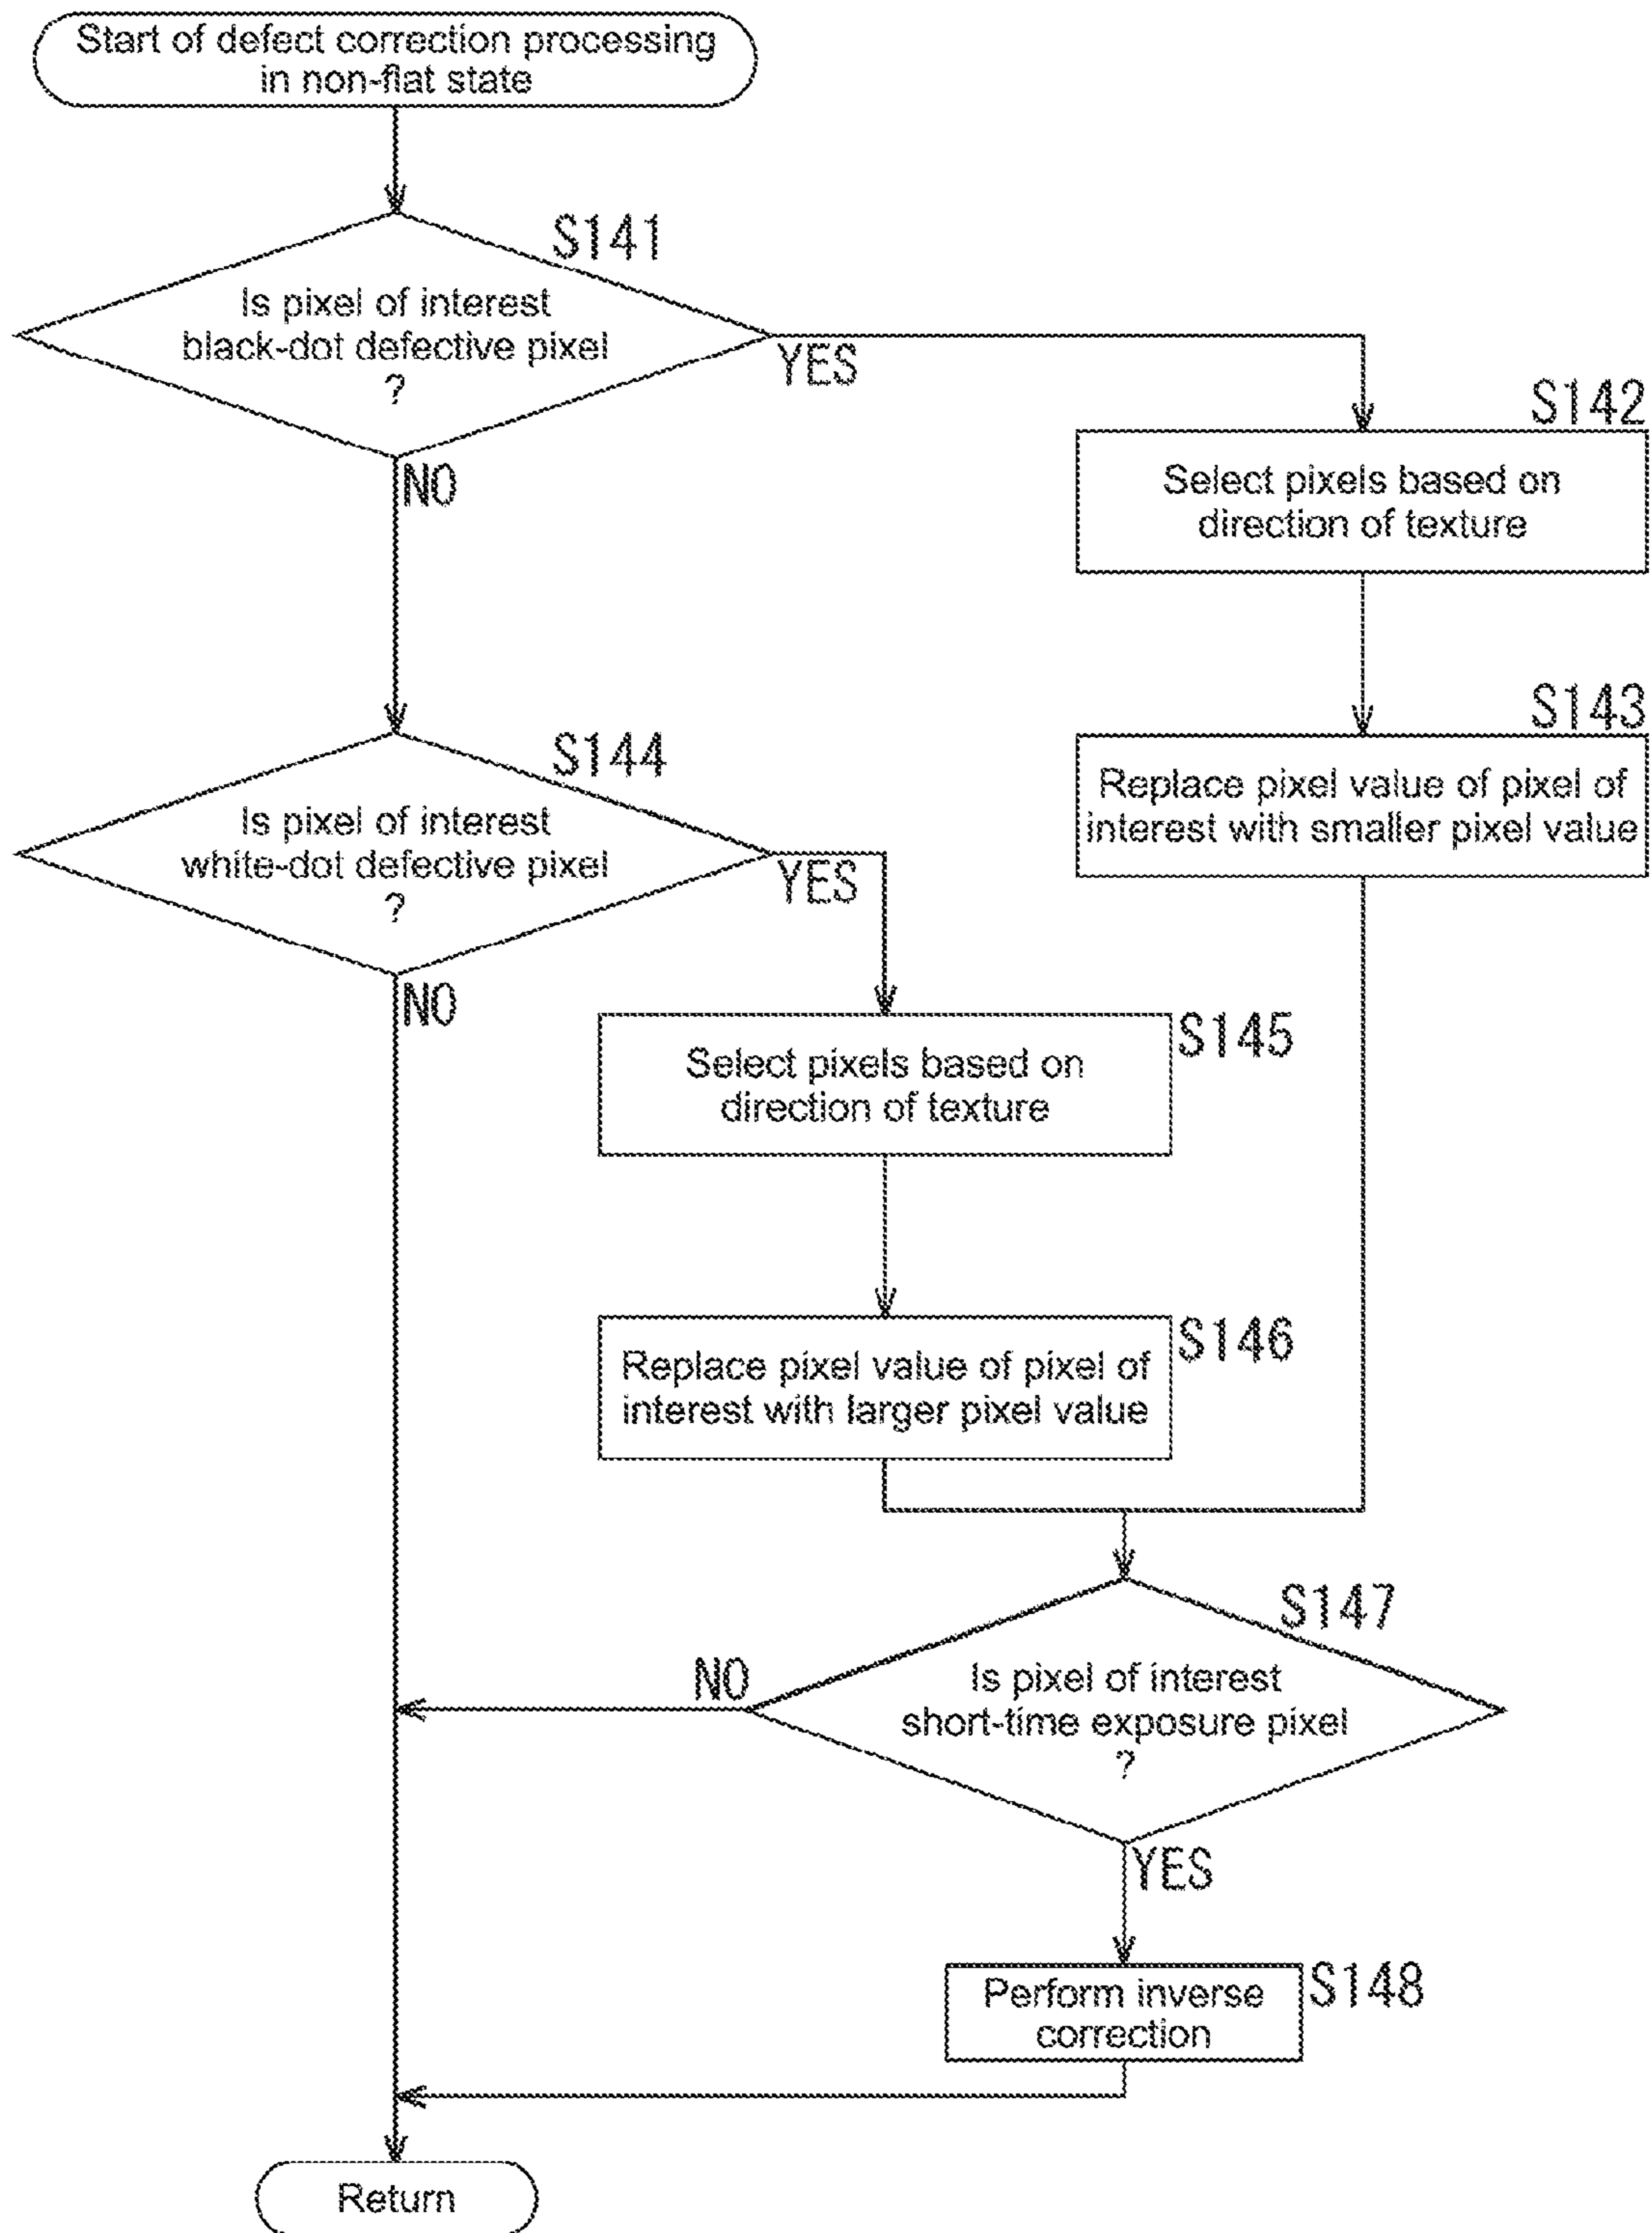 Start of defect correction processing
in non-flat state
S141
Is pixel of interest
black-dot defective pixel
?
YES
NO
S142
Select pixels based on
direction of texture
S143
Replace pixel value of pixel of
interest with smaller pixel value
S144
Is pixel of interest
white-dot defective pixel
?
YES
NO
S145
Select pixels based on
direction of texture
S146
Replace pixel value of pixel of
interest with larger pixel value
S147
Is pixel of interest
short-time exposure pixel
?
NO
YES
S148
Perform inverse
correction
Return